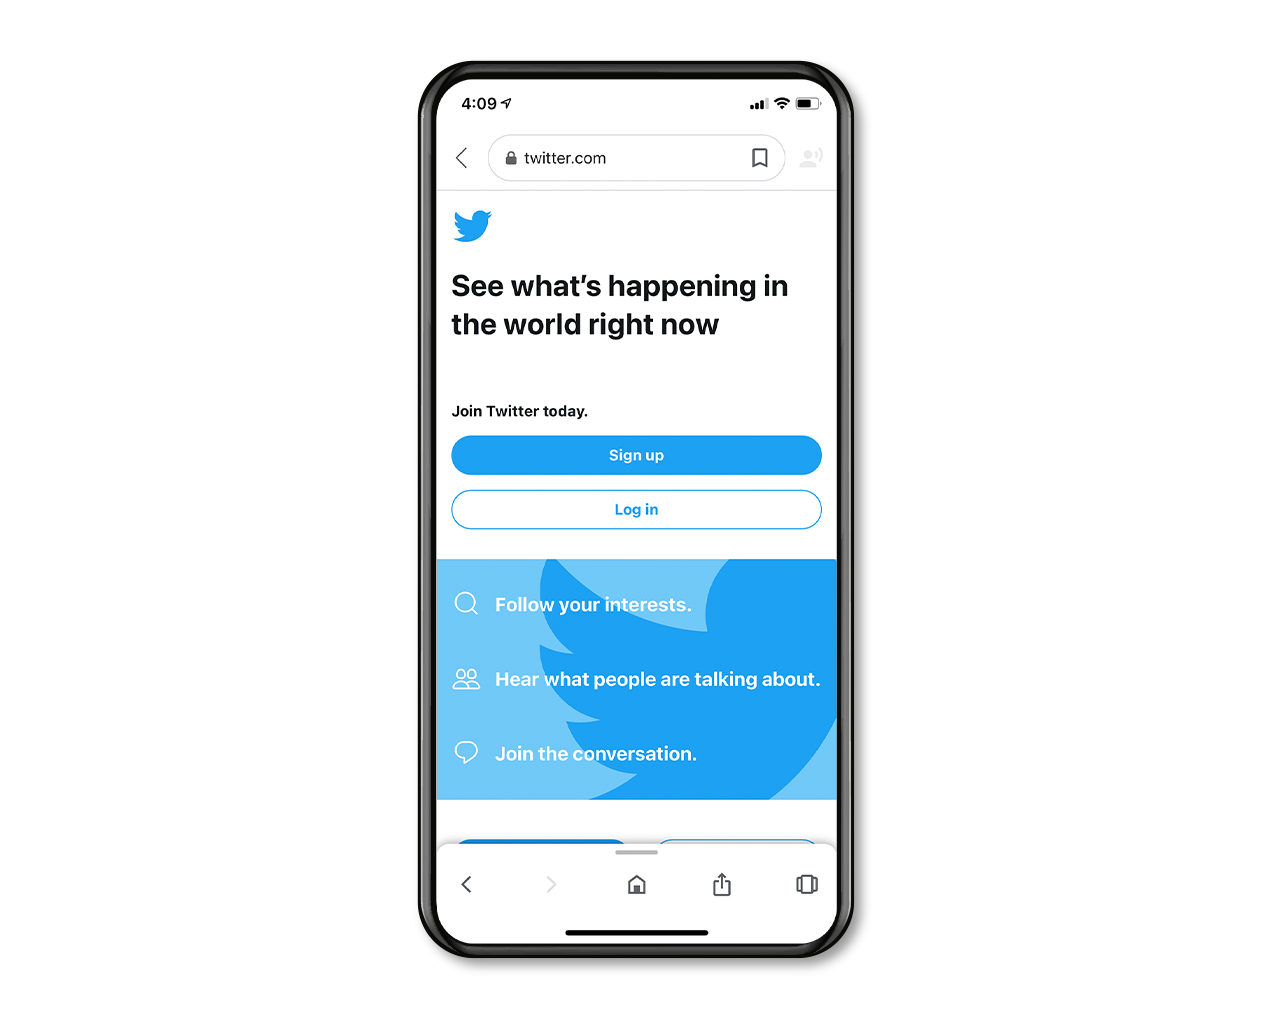 4:09
twitter.com
See what's happening in
the world right now
Join Twitter today.
Sign up
Log in
Follow your interests.
Hear what people are talking about.
Join the conversation.